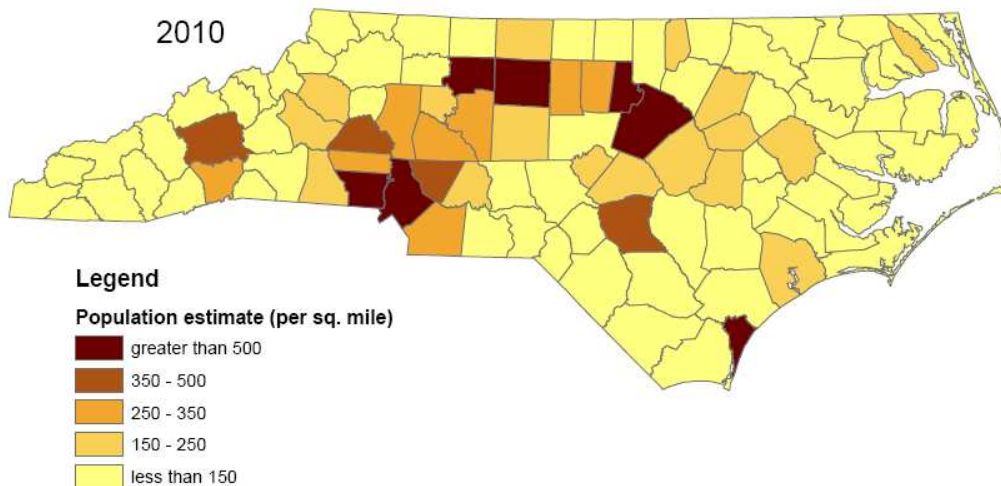 2010
Legend
Population estimate (per sq. mile)
greater than 500
350 - 500
250 - 350
150 - 250
less than 150